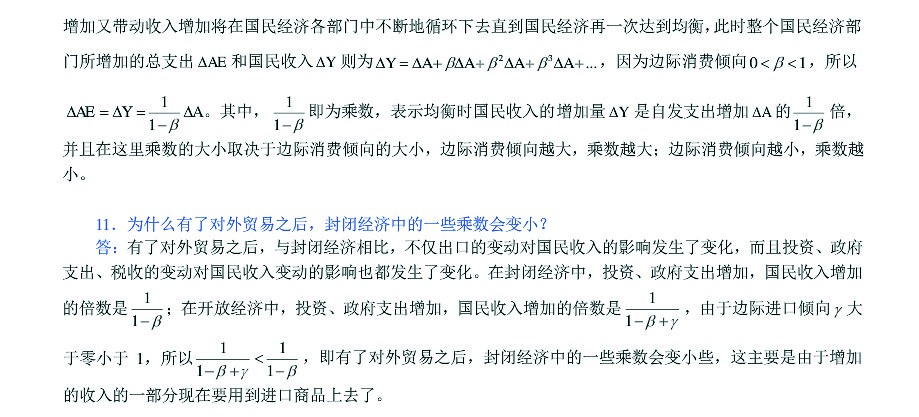 增加又带动收入增加将在国民经济各部门中不断地循环下去直到国民经济再一次达到均衡，此时整个国民经济部
门所增加的总支出 ΔAE 和国民收入 ΔY 则为 ΔY = ΔA+ βΔA+ β²ΔA+ β³ΔA+...，因为边际消费倾向 0 < β < 1，所以
ΔAE = ΔY = \frac{1}{1-β} ΔA。其中， \frac{1}{1-β} 即为乘数，表示均衡时国民收入的增加量 ΔY 是自发支出增加 ΔA 的 \frac{1}{1-β} 倍，
并且在这里乘数的大小取决于边际消费倾向的大小，边际消费倾向越大，乘数越大；边际消费倾向越小，乘数越
小。
11．为什么有了对外贸易之后，封闭经济中的一些乘数会变小？
答：有了对外贸易之后，与封闭经济相比，不仅出口的变动对国民收入的影响发生了变化，而且投资、政府
支出、税收的变动对国民收入变动的影响也都发生了变化。在封闭经济中，投资、政府支出增加，国民收入增加
的倍数是 \frac{1}{1-β}；在开放经济中，投资、政府支出增加，国民收入增加的倍数是 \frac{1}{1-β+γ}，由于边际进口倾向 γ 大
于零小于 1，所以 \frac{1}{1-β+γ} < \frac{1}{1-β}，即有了对外贸易之后，封闭经济中的一些乘数会变小些，这主要是由于增加
的收入的一部分现在要用到进口商品上去了。